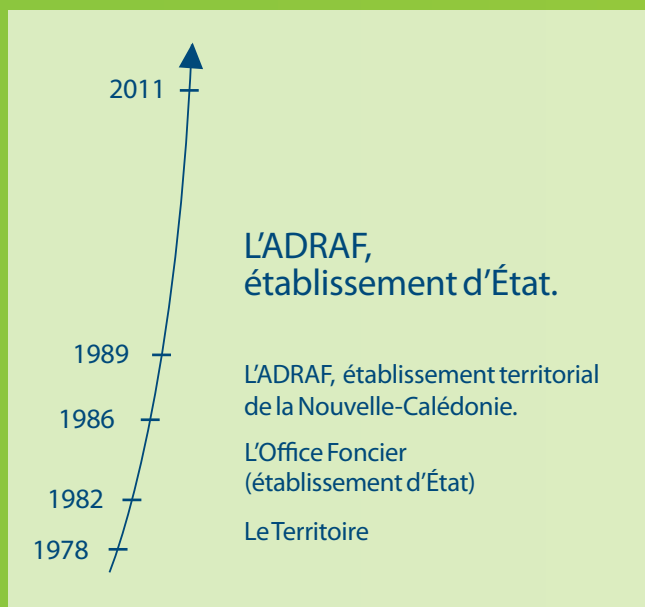 2011
L'ADRAF,
établissement d'État.
1989
L'ADRAF, établissement territorial
de la Nouvelle-Calédonie.
1986
L'Office Foncier
(établissement d'État)
1982
Le Territoire
1978